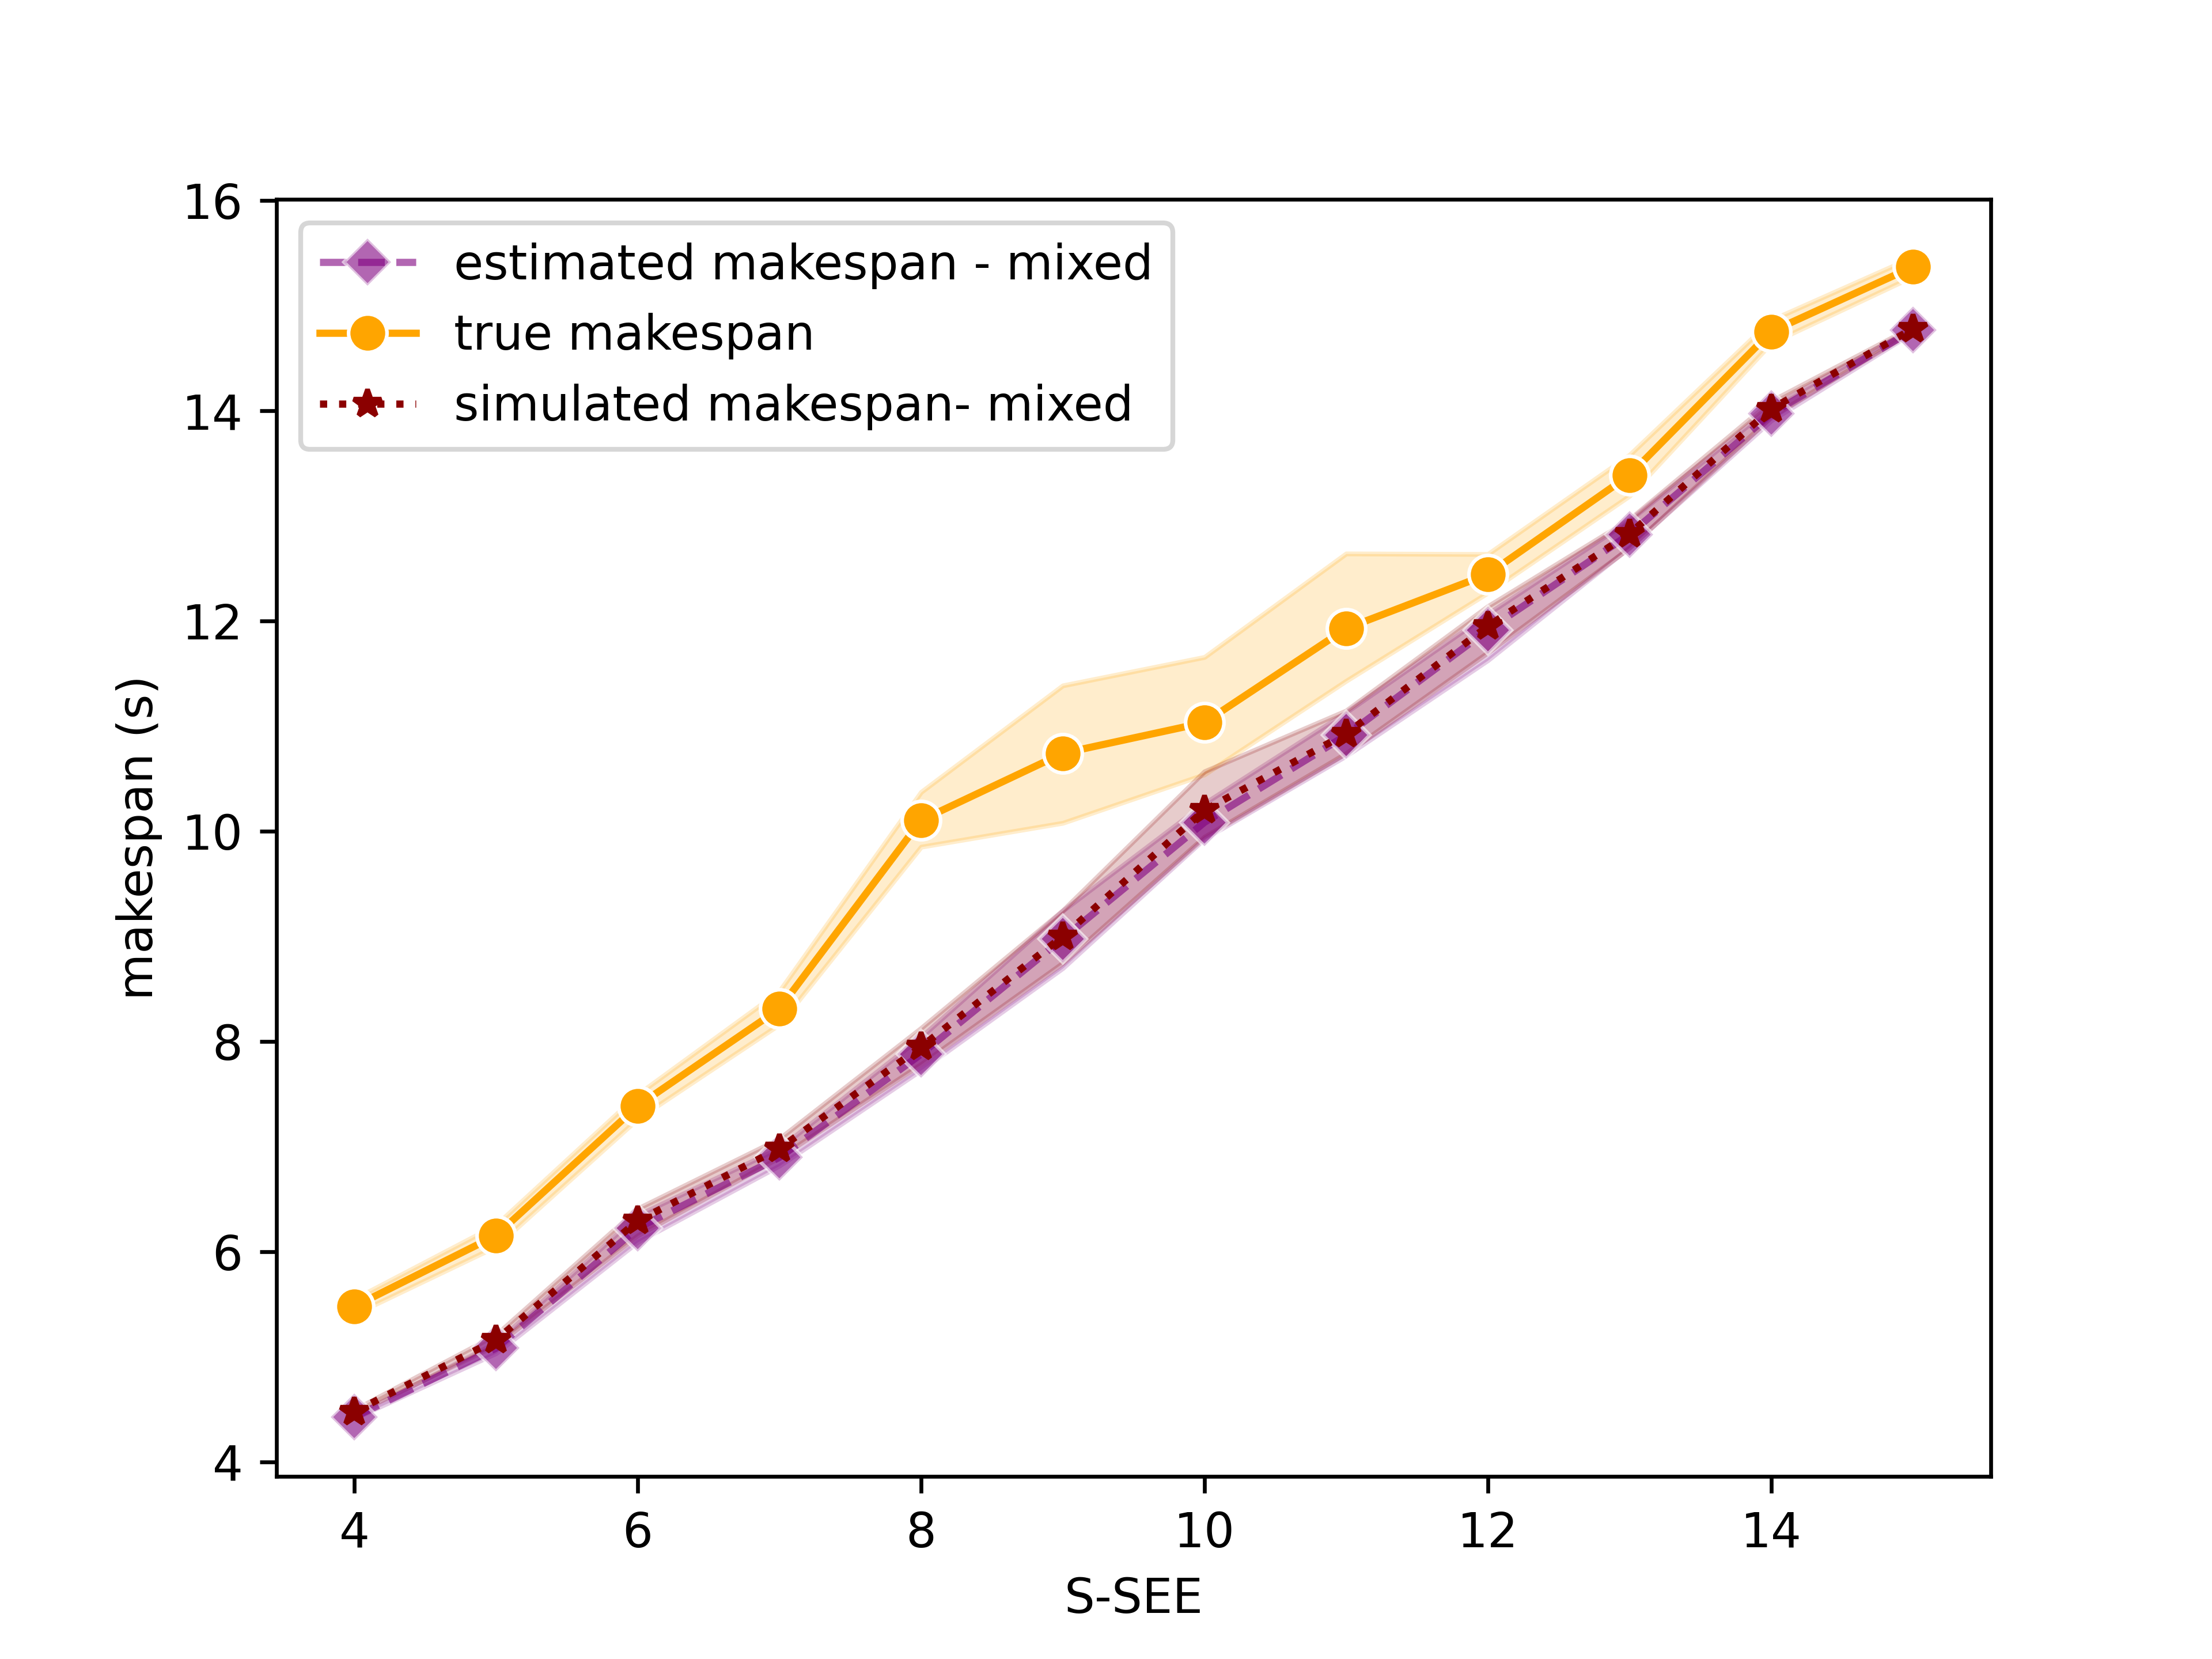 estimated makespan - mixed
true makespan
simulated makespan- mixed
makespan (s)
16
14
12
10
8
6
4
4 6 8 10 12 14
S-SEE